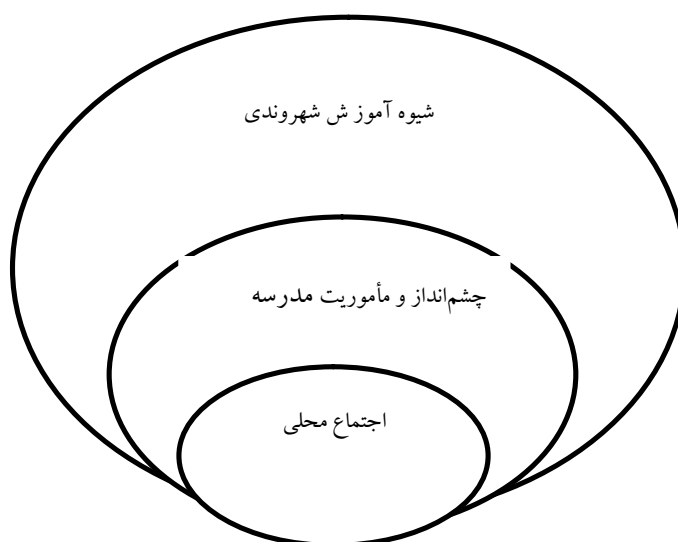 شیوه آموز ش شهروندی
چشم‌انداز و مأموریت مدرسه
اجتماع محلی